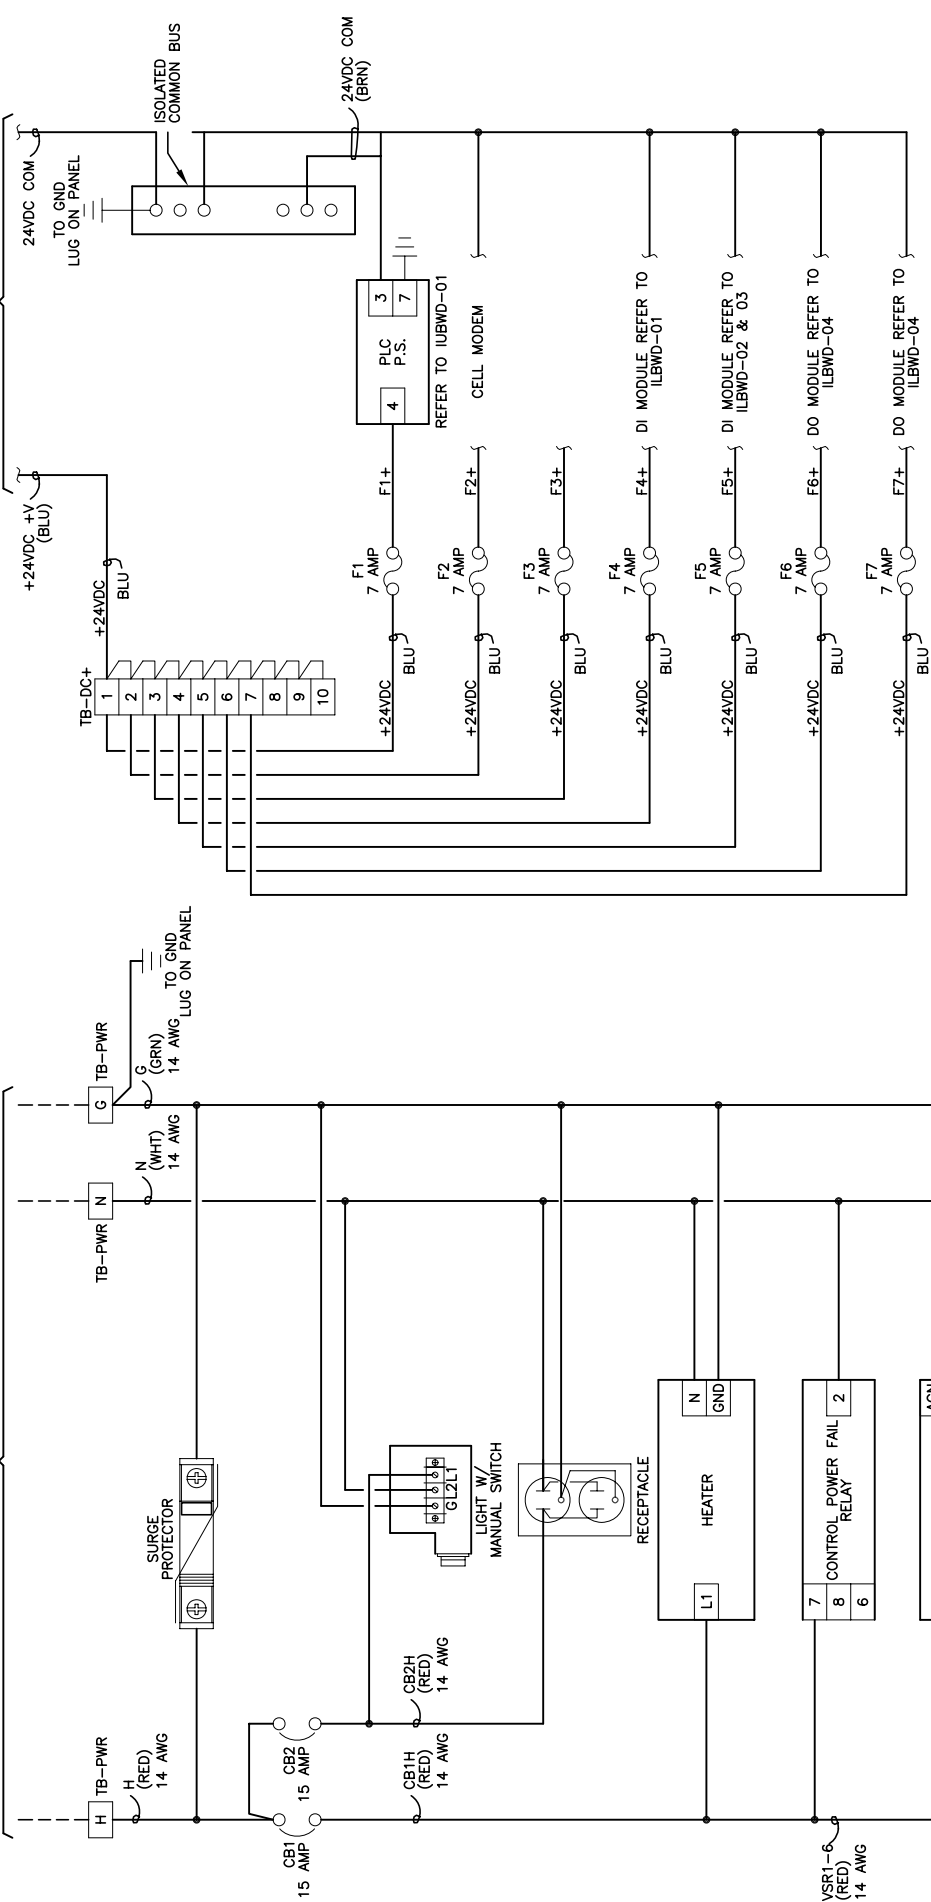 24VDC COM
TO GND
LUG ON PANEL
ISOLATED
COMMON BUS
24VDC COM
(BRN)
+24VDC +V
(BLU)
+24VDC
BLU
TB-DC+
1
2
3
4
5
6
7
8
9
10
PLC
P.S.
3
7
4
REFER TO IUBWD-01
+24VDC
BLU
F1
7 AMP
F1+
+24VDC
BLU
F2
7 AMP
F2+
CELL MODEM
+24VDC
BLU
F3
7 AMP
F3+
+24VDC
BLU
F4
7 AMP
F4+
DI MODULE REFER TO
ILBWD-01
+24VDC
BLU
F5
7 AMP
F5+
DI MODULE REFER TO
ILBWD-02 & 03
+24VDC
BLU
F6
7 AMP
F6+
DO MODULE REFER TO
ILBWD-04
+24VDC
BLU
F7
7 AMP
F7+
DO MODULE REFER TO
ILBWD-04
H
TB-PWR
H
(RED)
14 AWG
N
TB-PWR
N
(WHT)
14 AWG
G
TB-PWR
G
(GRN)
14 AWG
TO GND
LUG ON PANEL
SURGE
PROTECTOR
CB1
15 AMP
CB2
15 AMP
CB1H
(RED)
14 AWG
CB2H
(RED)
14 AWG
GL2L1
LIGHT W/
MANUAL SWITCH
RECEPTACLE
L1
HEATER
N
GND
7
8
6
CONTROL POWER FAIL
RELAY
2
VSR1-6
(RED)
14 AWG